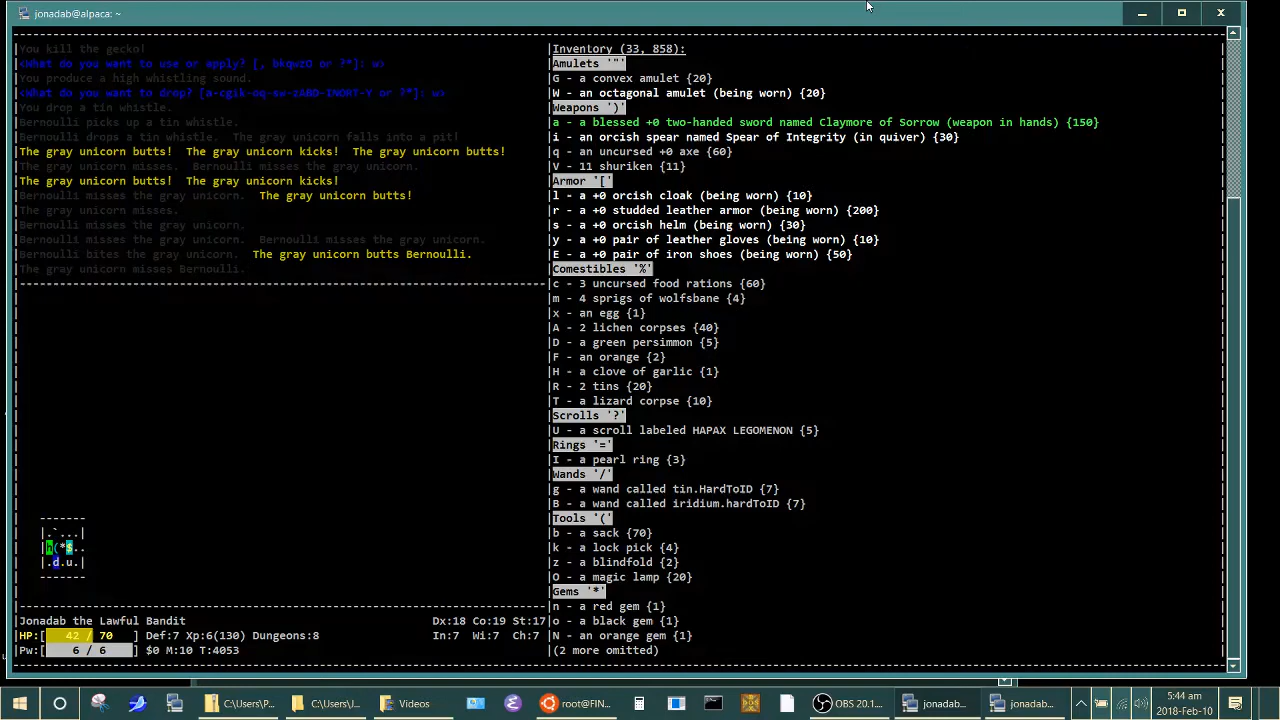 jonadab@alpaca: ~
You kill the gecko!
<What do you want to use or apply? [, bkqwzO or ?*]: w>
You produce a high whistling sound.
<What do you want to drop? [a-cgik-oq-sw-zABD-INORT-Y or ?*]: w>
You drop a tin whistle.
Bernoulli picks up a tin whistle.
Bernoulli drops a tin whistle.  The gray unicorn falls into a pit!
The gray unicorn butts!  The gray unicorn kicks!  The gray unicorn butts!
The gray unicorn misses.  Bernoulli misses the gray unicorn.
The gray unicorn butts!  The gray unicorn kicks!
Bernoulli misses the gray unicorn.  The gray unicorn butts!
The gray unicorn misses.
Bernoulli misses the gray unicorn.
Bernoulli misses the gray unicorn.  Bernoulli misses the gray unicorn.
Bernoulli bites the gray unicorn.  The gray unicorn butts Bernoulli.
The gray unicorn misses Bernoulli.
-------
|.`...|
|h(*$..
|.d.u.|
-------
Jonadab the Lawful Bandit Dx:18 Co:19 St:17
HP:[ 42 / 70 ] Def:7 Xp:6(130) Dungeons:8 In:7 Wi:7 Ch:7
Pw:[ 6 / 6 ] $0 M:10 T:4053
Inventory (33, 858):
Amulets '"'
G - a convex amulet {20}
W - an octagonal amulet (being worn) {20}
Weapons ')'
a - a blessed +0 two-handed sword named Claymore of Sorrow (weapon in hands) {150}
i - an orcish spear named Spear of Integrity (in quiver) {30}
q - an uncursed +0 axe {60}
V - 11 shuriken {11}
Armor '['
l - a +0 orcish cloak (being worn) {10}
r - a +0 studded leather armor (being worn) {200}
s - a +0 orcish helm (being worn) {30}
y - a +0 pair of leather gloves (being worn) {10}
E - a +0 pair of iron shoes (being worn) {50}
Comestibles '%'
c - 3 uncursed food rations {60}
m - 4 sprigs of wolfsbane {4}
x - an egg {1}
A - 2 lichen corpses {40}
D - a green persimmon {5}
F - an orange {2}
H - a clove of garlic {1}
R - 2 tins {20}
T - a lizard corpse {10}
Scrolls '?'
U - a scroll labeled HAPAX LEGOMENON {5}
Rings '='
I - a pearl ring {3}
Wands '/'
g - a wand called tin.HardToID {7}
B - a wand called iridium.hardToID {7}
Tools '('
b - a sack {70}
k - a lock pick {4}
z - a blindfold {2}
O - a magic lamp {20}
Gems '*'
n - a red gem {1}
o - a black gem {1}
N - an orange gem {1}
(2 more omitted)
C:\Users\P... C:\Users\J... Videos root@FIN... DOS OBS 20.1... jonadab... jonadab... 5:44 am
2018-Feb-10